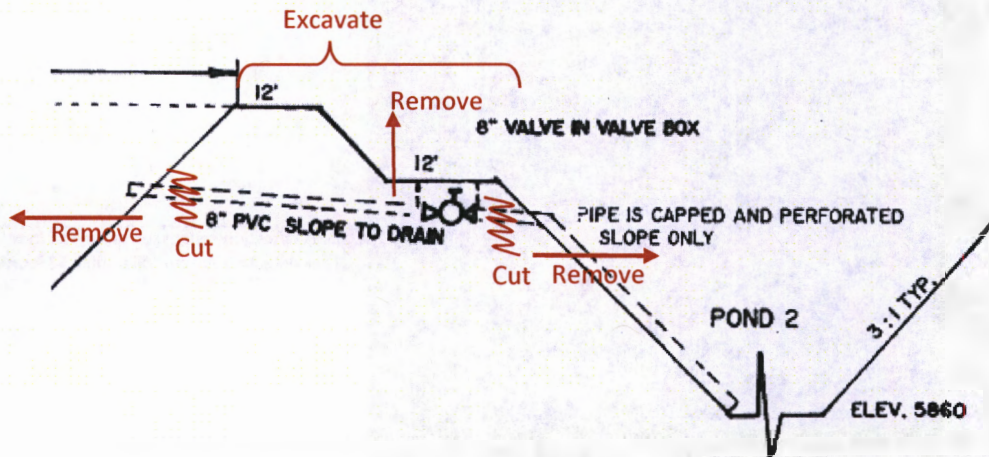 Excavate
12'
Remove
8" VALVE IN VALVE BOX
12'
Remove
8" PVC SLOPE TO DRAIN
Cut
PIPE IS CAPPED AND PERFORATED
SLOPE ONLY
Cut
Remove
POND 2
3:1 TYP.
ELEV. 5860